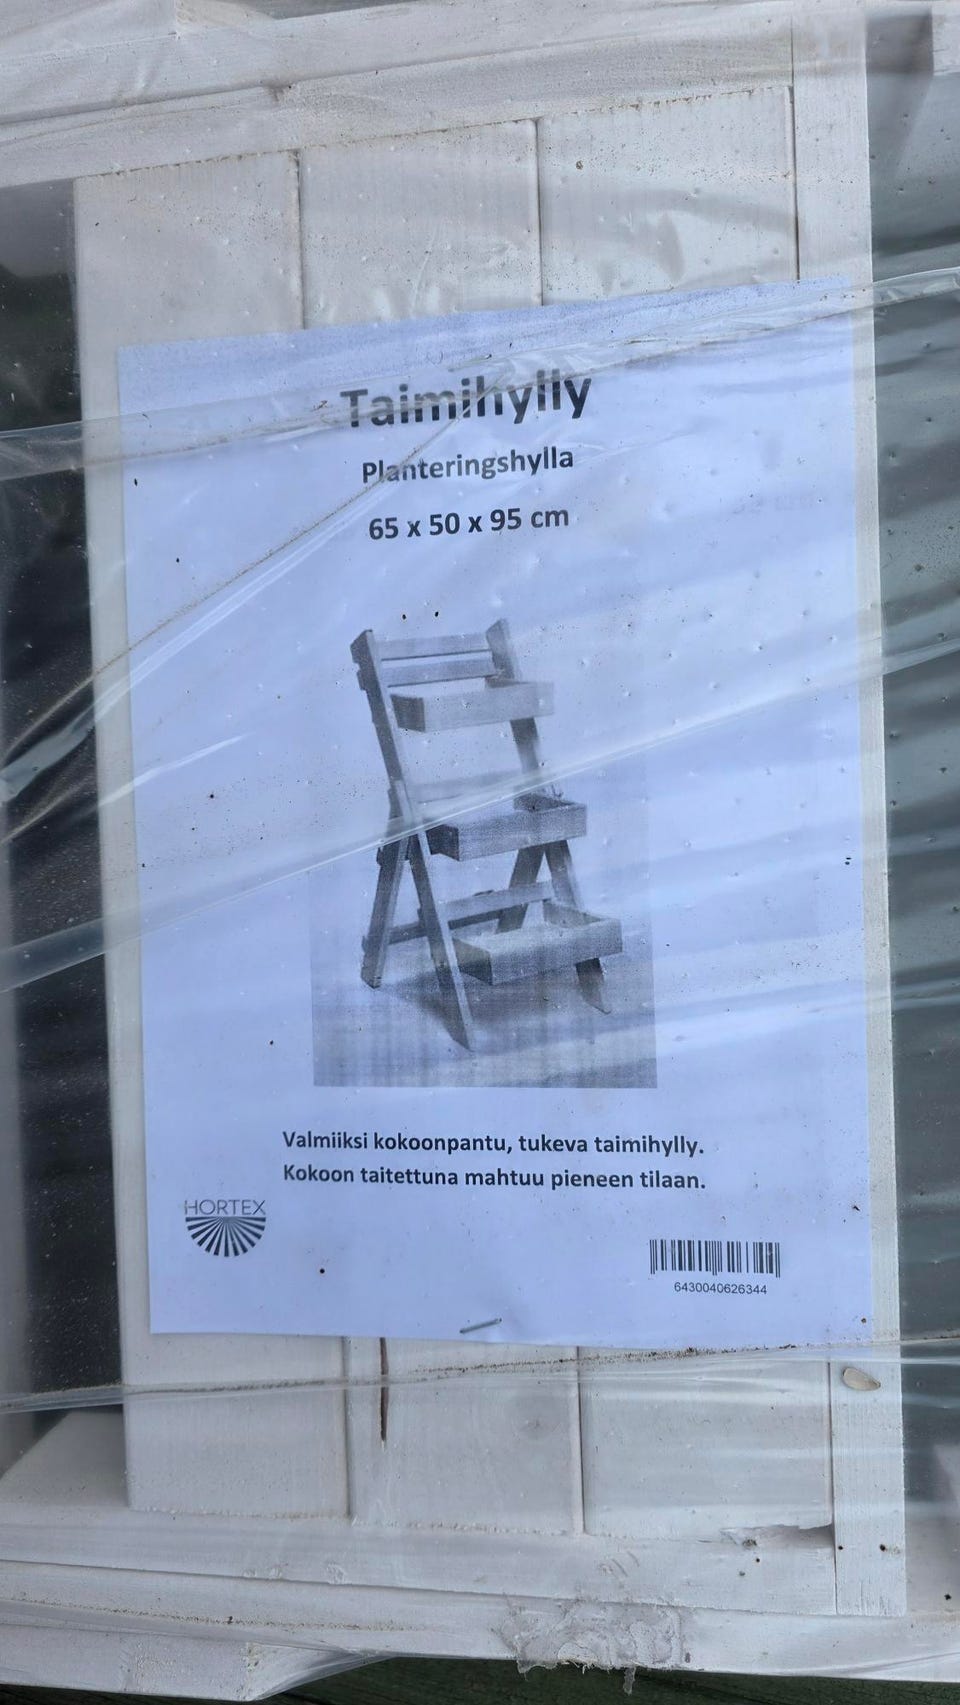 Taimihylly
Planteringshylla
65 x 50 x 95 cm
Valmiiksi kokoonpantu, tukeva taimihylly.
Kokoon taitettuna mahtuu pieneen tilaan.
HORTEX
6430040626344